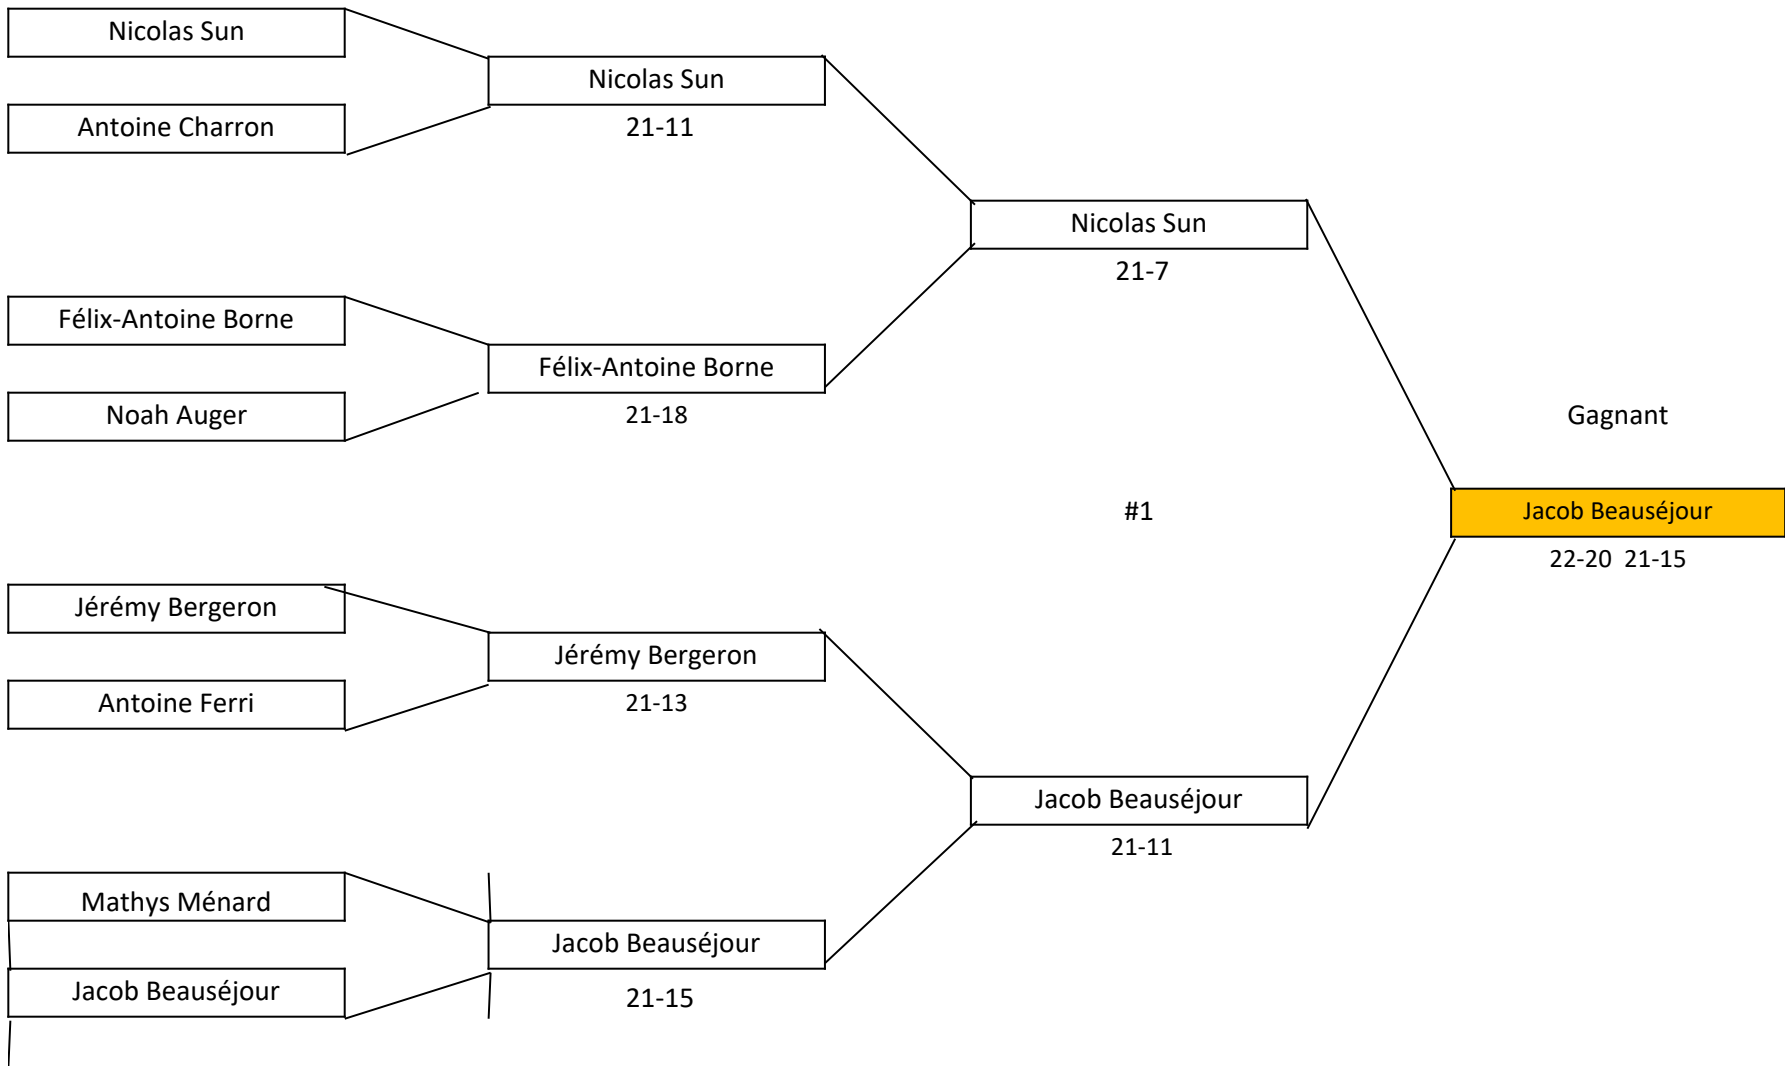 Nicolas Sun
Nicolas Sun
Antoine Charron
21-11
Nicolas Sun
21-7
Félix-Antoine Borne
Félix-Antoine Borne
Noah Auger
21-18
Gagnant
#1
Jacob Beauséjour
22-20 21-15
Jérémy Bergeron
Jérémy Bergeron
Antoine Ferri
21-13
Jacob Beauséjour
21-11
Mathys Ménard
Jacob Beauséjour
Jacob Beauséjour
21-15